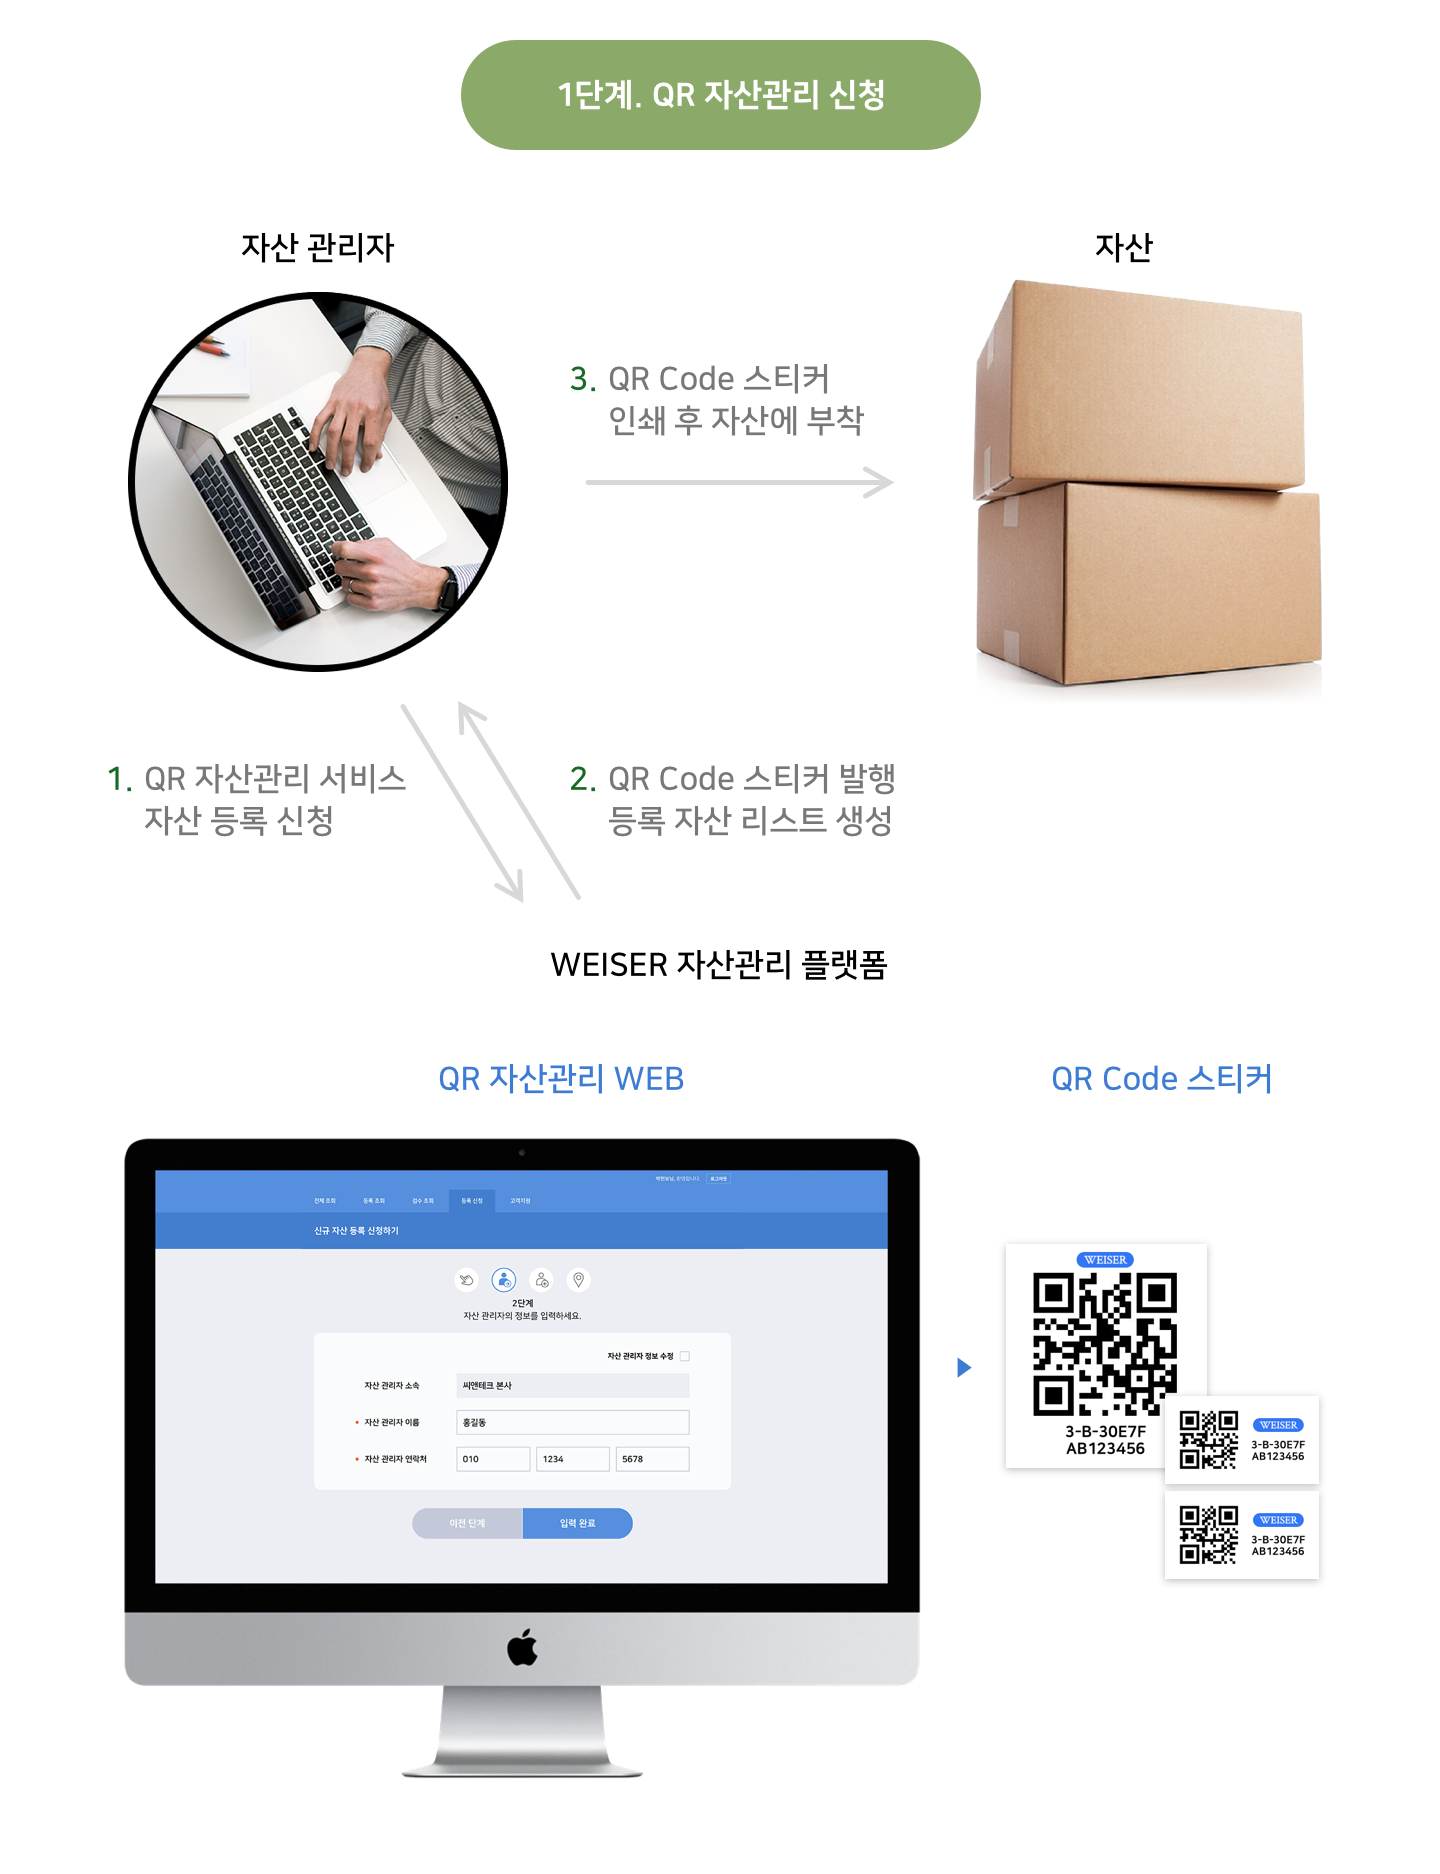 1단계. QR 자산관리 신청
자산 관리자
자산
3. QR Code 스티커
인쇄 후 자산에 부착
1. QR 자산관리 서비스
자산 등록 신청
2. QR Code 스티커 발행
등록 자산 리스트 생성
WEISER 자산관리 플랫폼
QR 자산관리 WEB
QR Code 스티커
환영합니다. 로그아웃
전체 조회 등록 조회 검수 조회 등록 신청 고객지원
신규 자산 등록 신청하기
2단계
자산 관리자의 정보를 입력하세요.
자산 관리자 정보 수정
자산 관리자 소속 씨앤테크 본사
자산 관리자 이름 홍길동
자산 관리자 연락처 010 1234 5678
이전 단계 입력 완료
WEISER
3-B-30E7F
AB123456
WEISER
3-B-30E7F
AB123456
WEISER
3-B-30E7F
AB123456